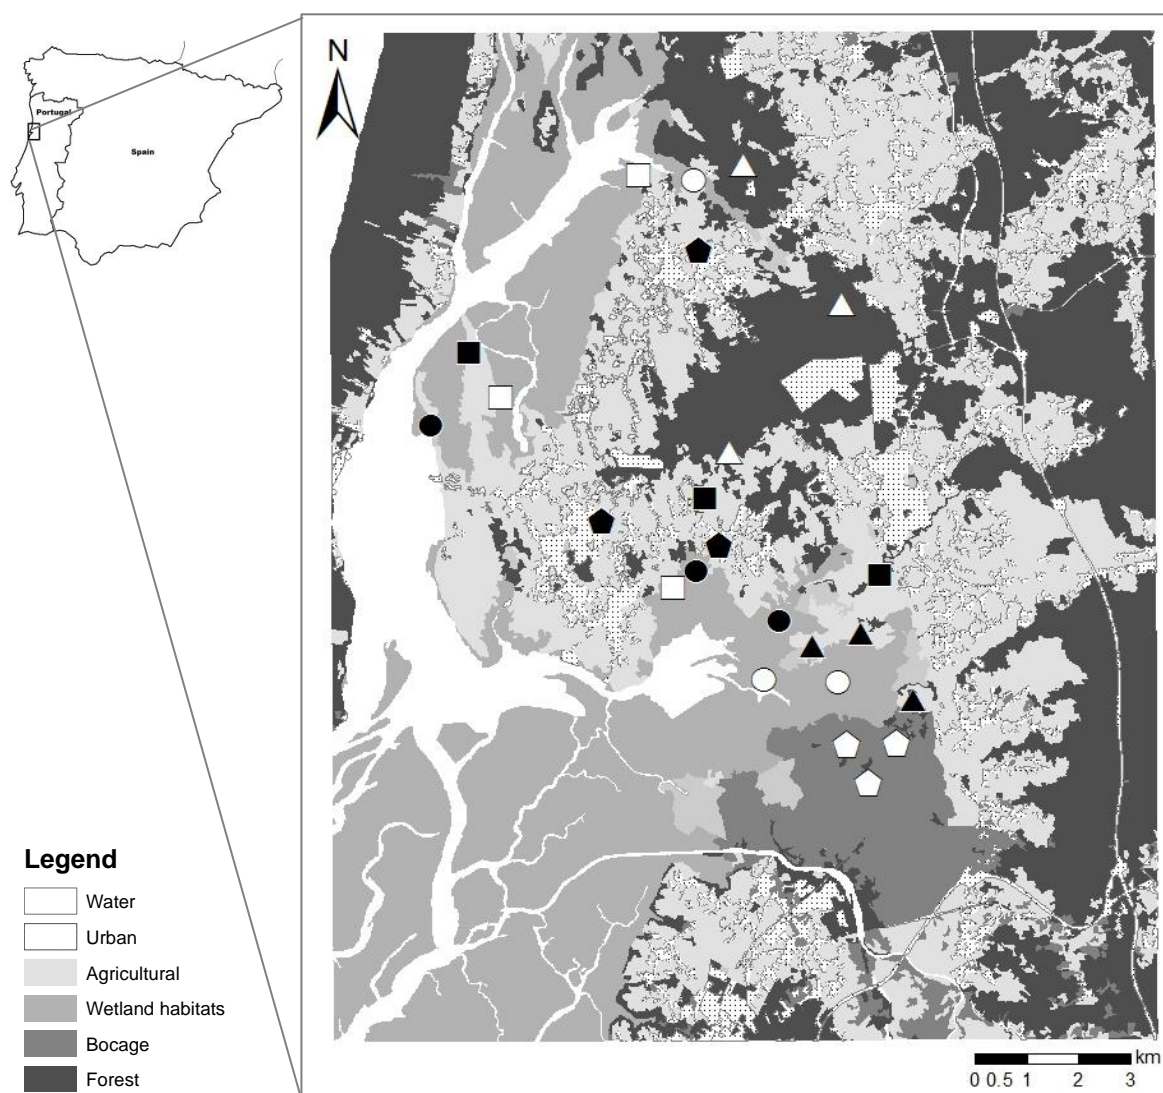 N
Portugal
Spain
Legend
Water
Urban
Agricultural
Wetland habitats
Bocage
Forest
km
0 0.5 1 2 3